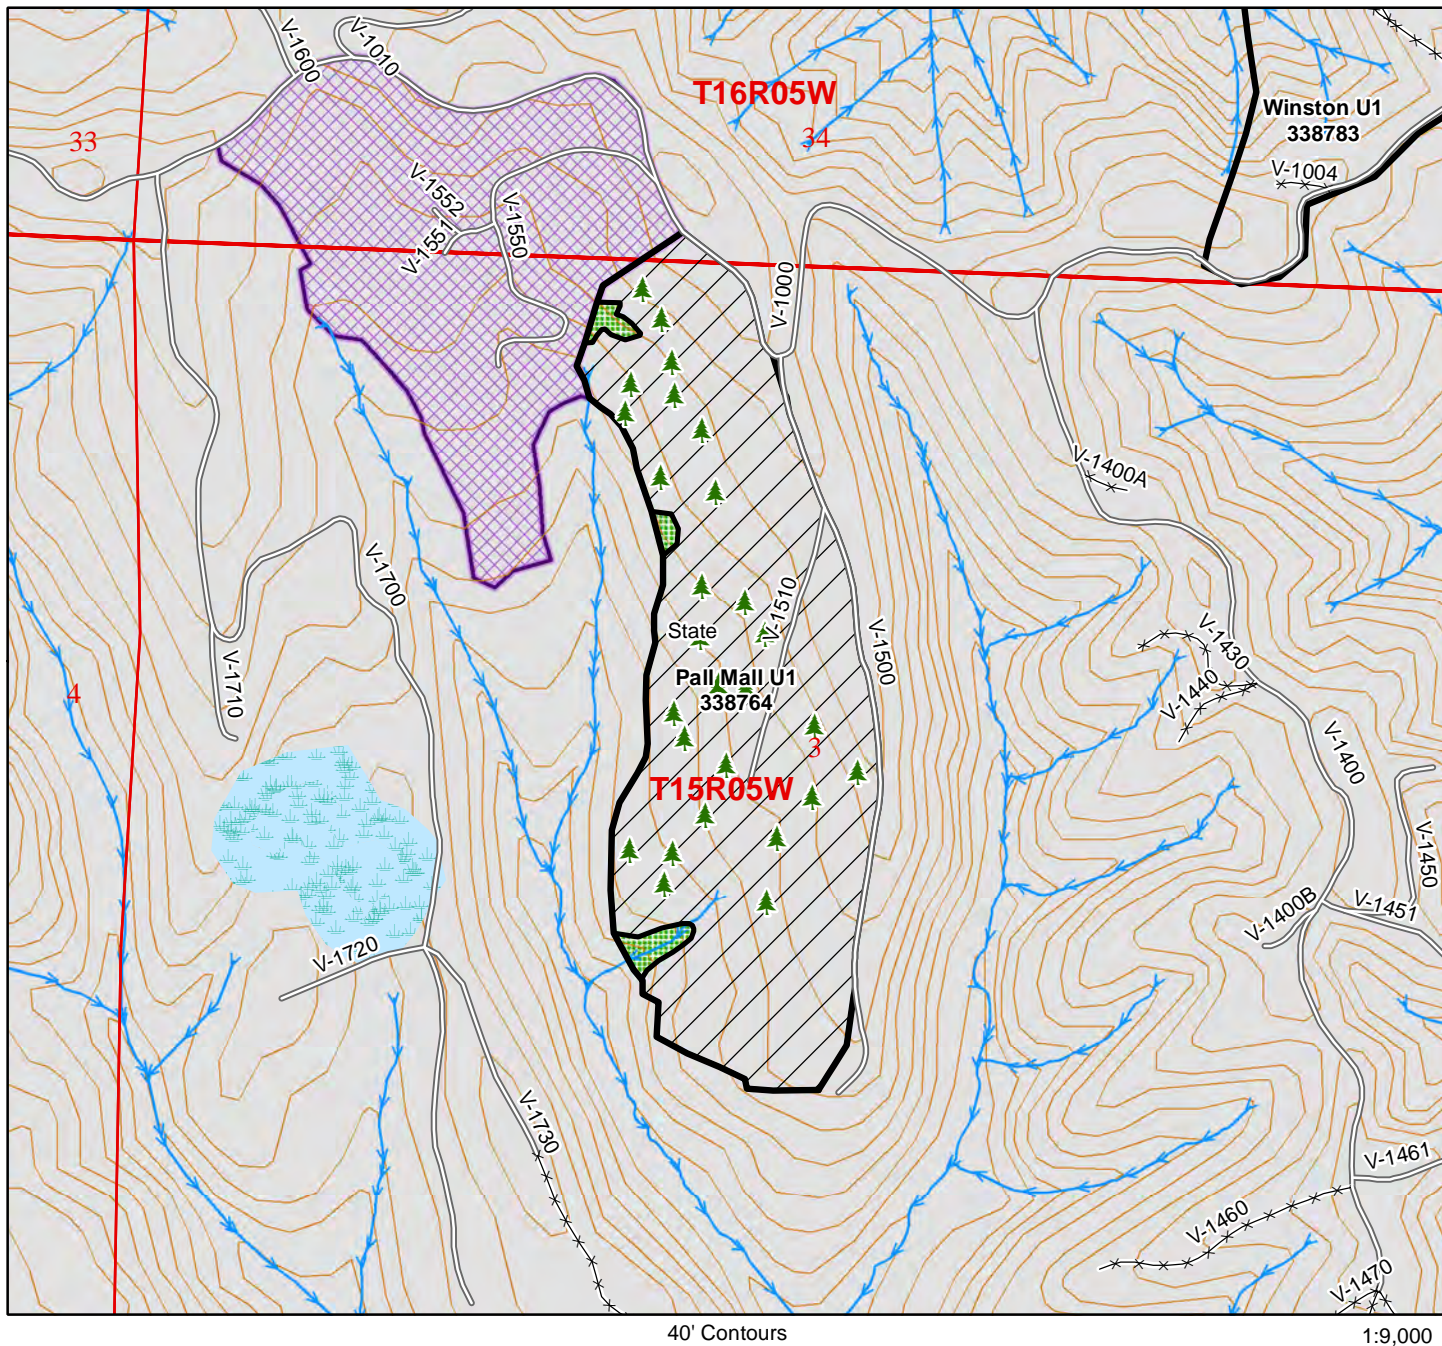 V-1600
V-1010
T16R05W
33
34
Winston U1
338783
V-1004
V-1552
V-1551
V-1550
V-1000
V-1400A
V-1700
V-1510
State
V-1500
V-1430
V-1440
V-1710
4
Pall Mall U1
338764
3
V-1400
T15R05W
V-1450
V-1400B
V-1451
V-1720
V-1730
V-1461
V-1460
V-1470
40' Contours
1:9,000